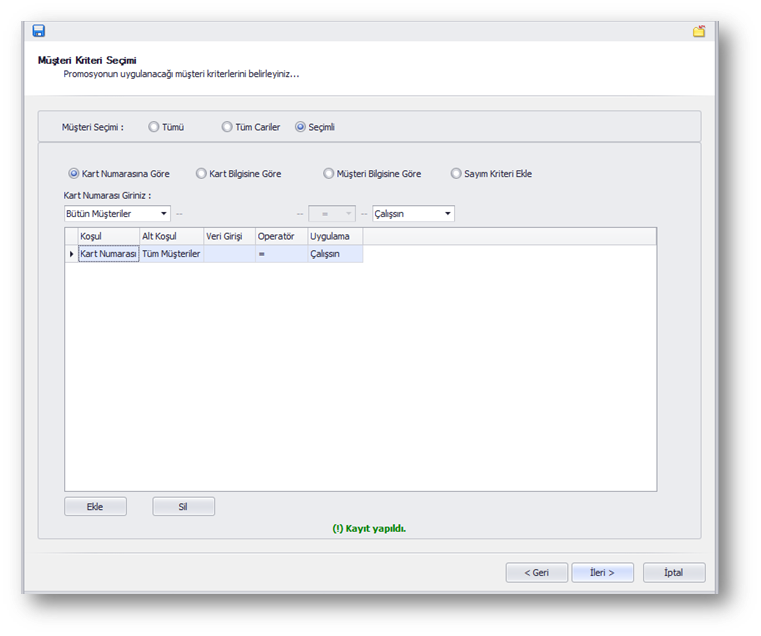 Müşteri Kriteri Seçimi
Promosyonun uygulanacağı müşteri kriterlerini belirleyiniz...
Müşteri Seçimi : Tümü Tüm Cariler Seçimli
Kart Numarasına Göre Kart Bilgisine Göre Müşteri Bilgisine Göre Sayım Kriteri Ekle
Kart Numarası Giriniz :
Bütün Müşteriler -- -- = -- Çalışsın
Koşul Alt Koşul Veri Girişi Operatör Uygulama
Kart Numarası Tüm Müşteriler = Çalışsın
Ekle Sil
(!) Kayıt yapıldı.
< Geri İleri > İptal